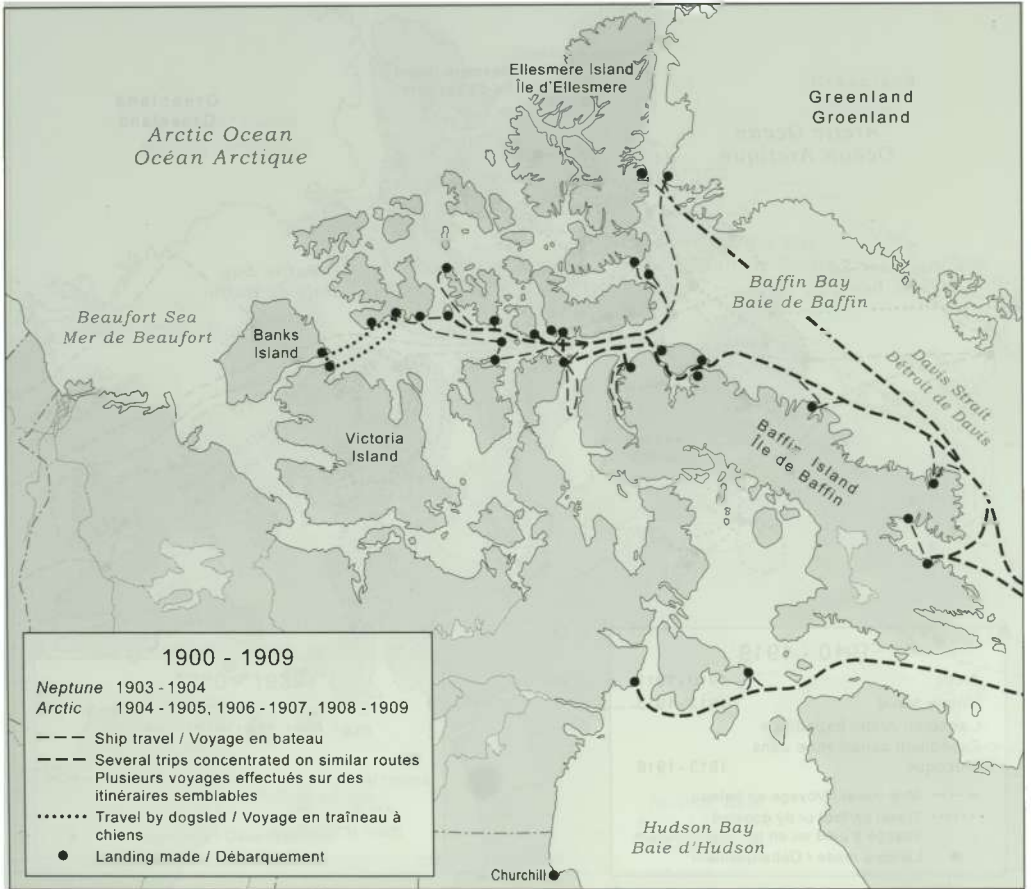 Ellesmere Island
Île d'Ellesmere
Greenland
Groenland
Arctic Ocean
Océan Arctique
Baffin Bay
Baie de Baffin
Beaufort Sea
Mer de Beaufort
Banks
Island
Davis Strait
Détroit de Davis
Victoria
Island
Baffin Island
Île de Baffin
1900 - 1909
Neptune 1903 - 1904
Arctic 1904 - 1905, 1906 - 1907, 1908 - 1909
Ship travel / Voyage en bateau
Several trips concentrated on similar routes
Plusieurs voyages effectués sur des
itinéraires semblables
Travel by dogsled / Voyage en traîneau à
chiens
Landing made / Débarquement
Hudson Bay
Baie d'Hudson
Churchill